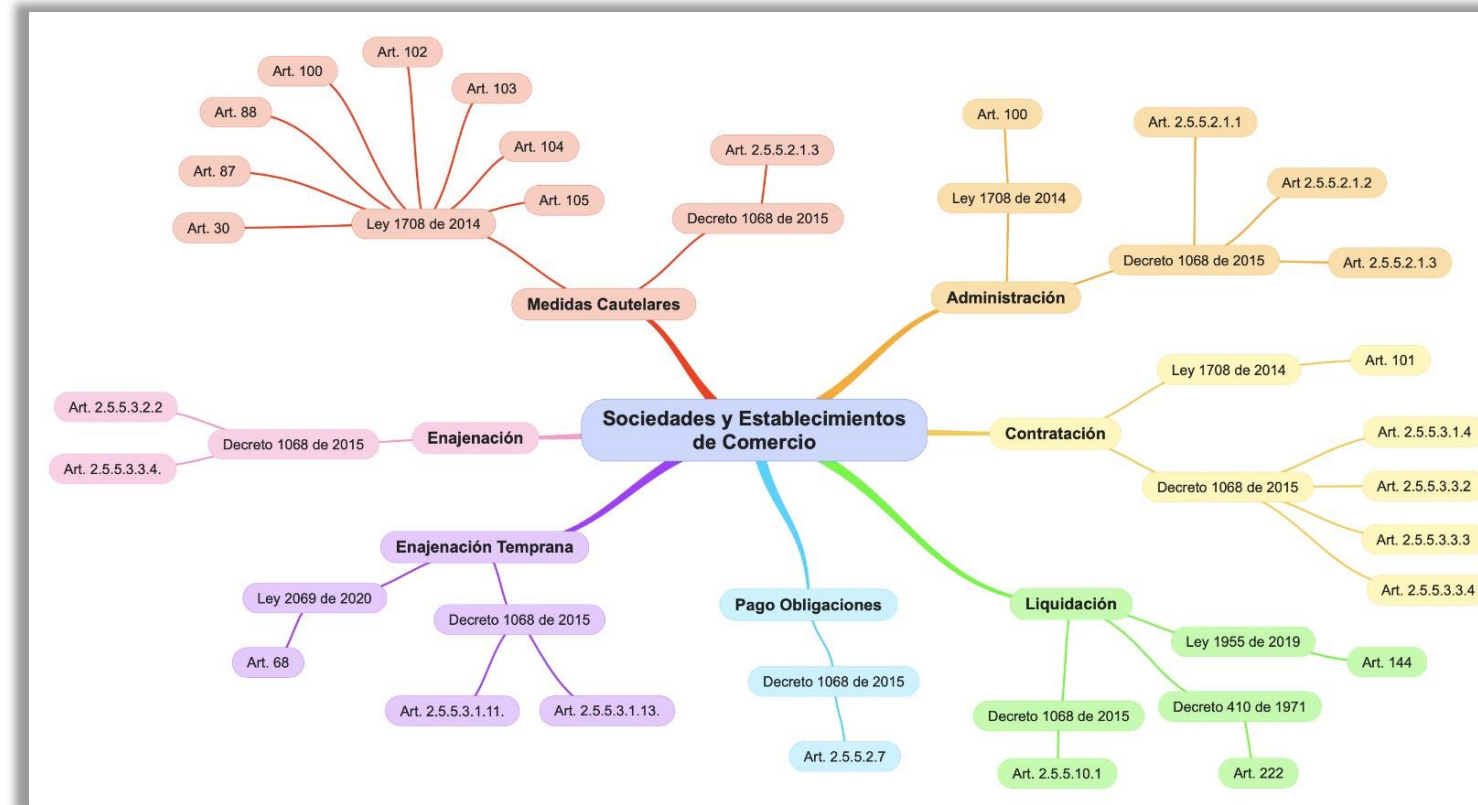 Sociedades y Establecimientos
de Comercio
Medidas Cautelares
Ley 1708 de 2014
Art. 30
Art. 87
Art. 88
Art. 100
Art. 102
Art. 103
Art. 104
Art. 105
Decreto 1068 de 2015
Art. 2.5.5.2.1.3
Administración
Ley 1708 de 2014
Art. 100
Decreto 1068 de 2015
Art. 2.5.5.2.1.1
Art 2.5.5.2.1.2
Art. 2.5.5.2.1.3
Contratación
Ley 1708 de 2014
Art. 101
Decreto 1068 de 2015
Art. 2.5.5.3.1.4
Art. 2.5.5.3.3.2
Art. 2.5.5.3.3.3
Art. 2.5.5.3.3.4
Liquidación
Ley 1955 de 2019
Art. 144
Decreto 410 de 1971
Art. 222
Decreto 1068 de 2015
Art. 2.5.5.10.1
Pago Obligaciones
Decreto 1068 de 2015
Art. 2.5.5.2.7
Enajenación Temprana
Ley 2069 de 2020
Art. 68
Decreto 1068 de 2015
Art. 2.5.5.3.1.11.
Art. 2.5.5.3.1.13.
Enajenación
Decreto 1068 de 2015
Art. 2.5.5.3.2.2
Art. 2.5.5.3.3.4.